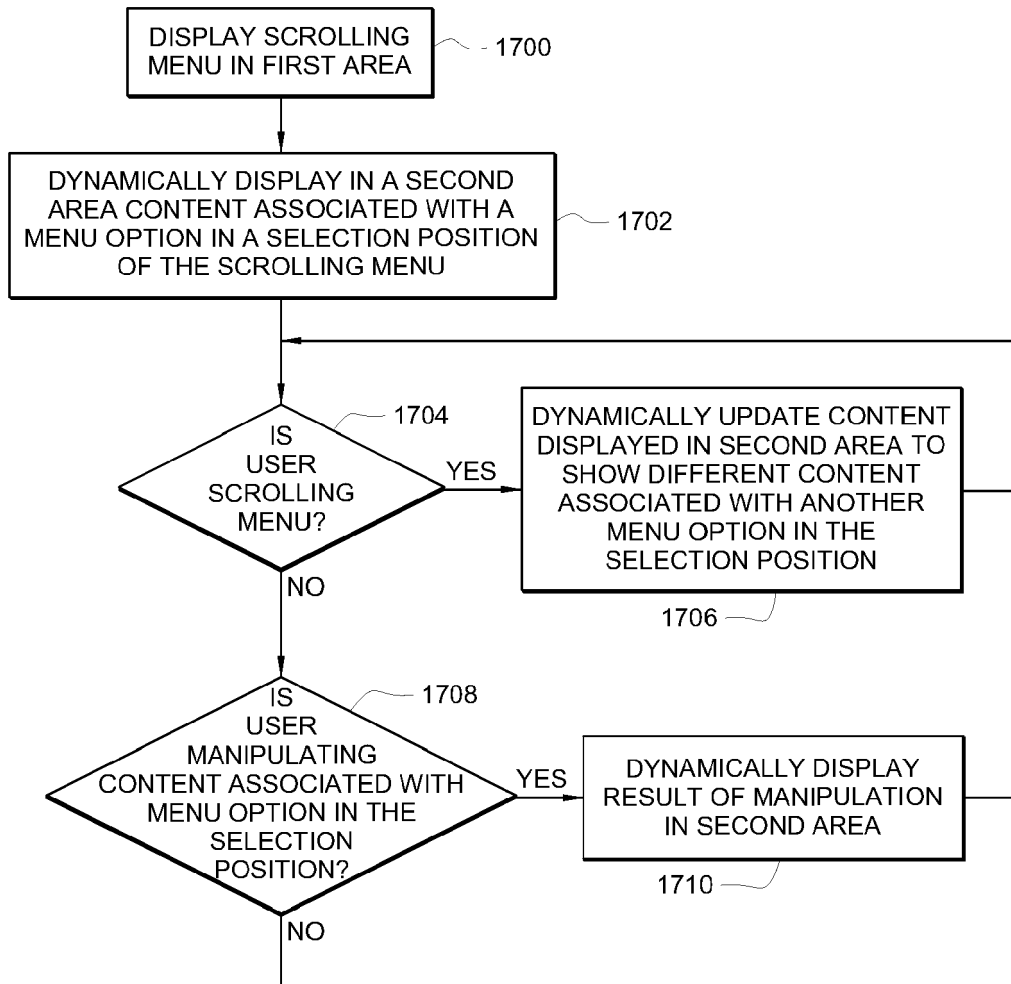 DISPLAY SCROLLING
MENU IN FIRST AREA
1700
DYNAMICALLY DISPLAY IN A SECOND
AREA CONTENT ASSOCIATED WITH A
MENU OPTION IN A SELECTION POSITION
OF THE SCROLLING MENU
1702
1704
IS
USER
SCROLLING
MENU?
YES
NO
DYNAMICALLY UPDATE CONTENT
DISPLAYED IN SECOND AREA TO
SHOW DIFFERENT CONTENT
ASSOCIATED WITH ANOTHER
MENU OPTION IN THE
SELECTION POSITION
1706
1708
IS
USER
MANIPULATING
CONTENT ASSOCIATED WITH
MENU OPTION IN THE
SELECTION
POSITION?
YES
NO
DYNAMICALLY DISPLAY
RESULT OF MANIPULATION
IN SECOND AREA
1710